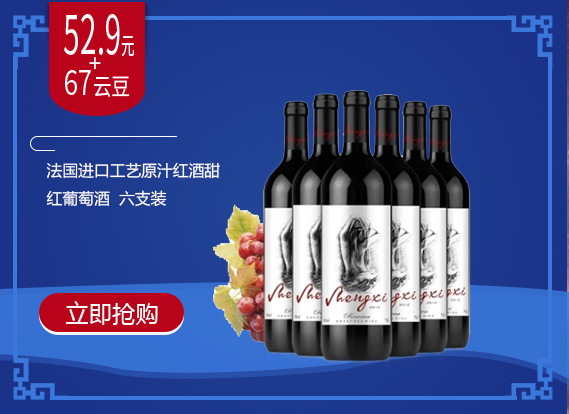 52.9元
+
67云豆
法国进口工艺原汁红酒甜
红葡萄酒 六支装
立即抢购
Shengxi
Reserva